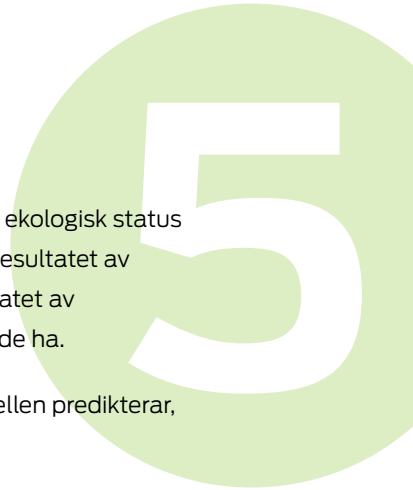 5
ekologisk status
esultatet av
atet av
de ha.
ellen predikterar,